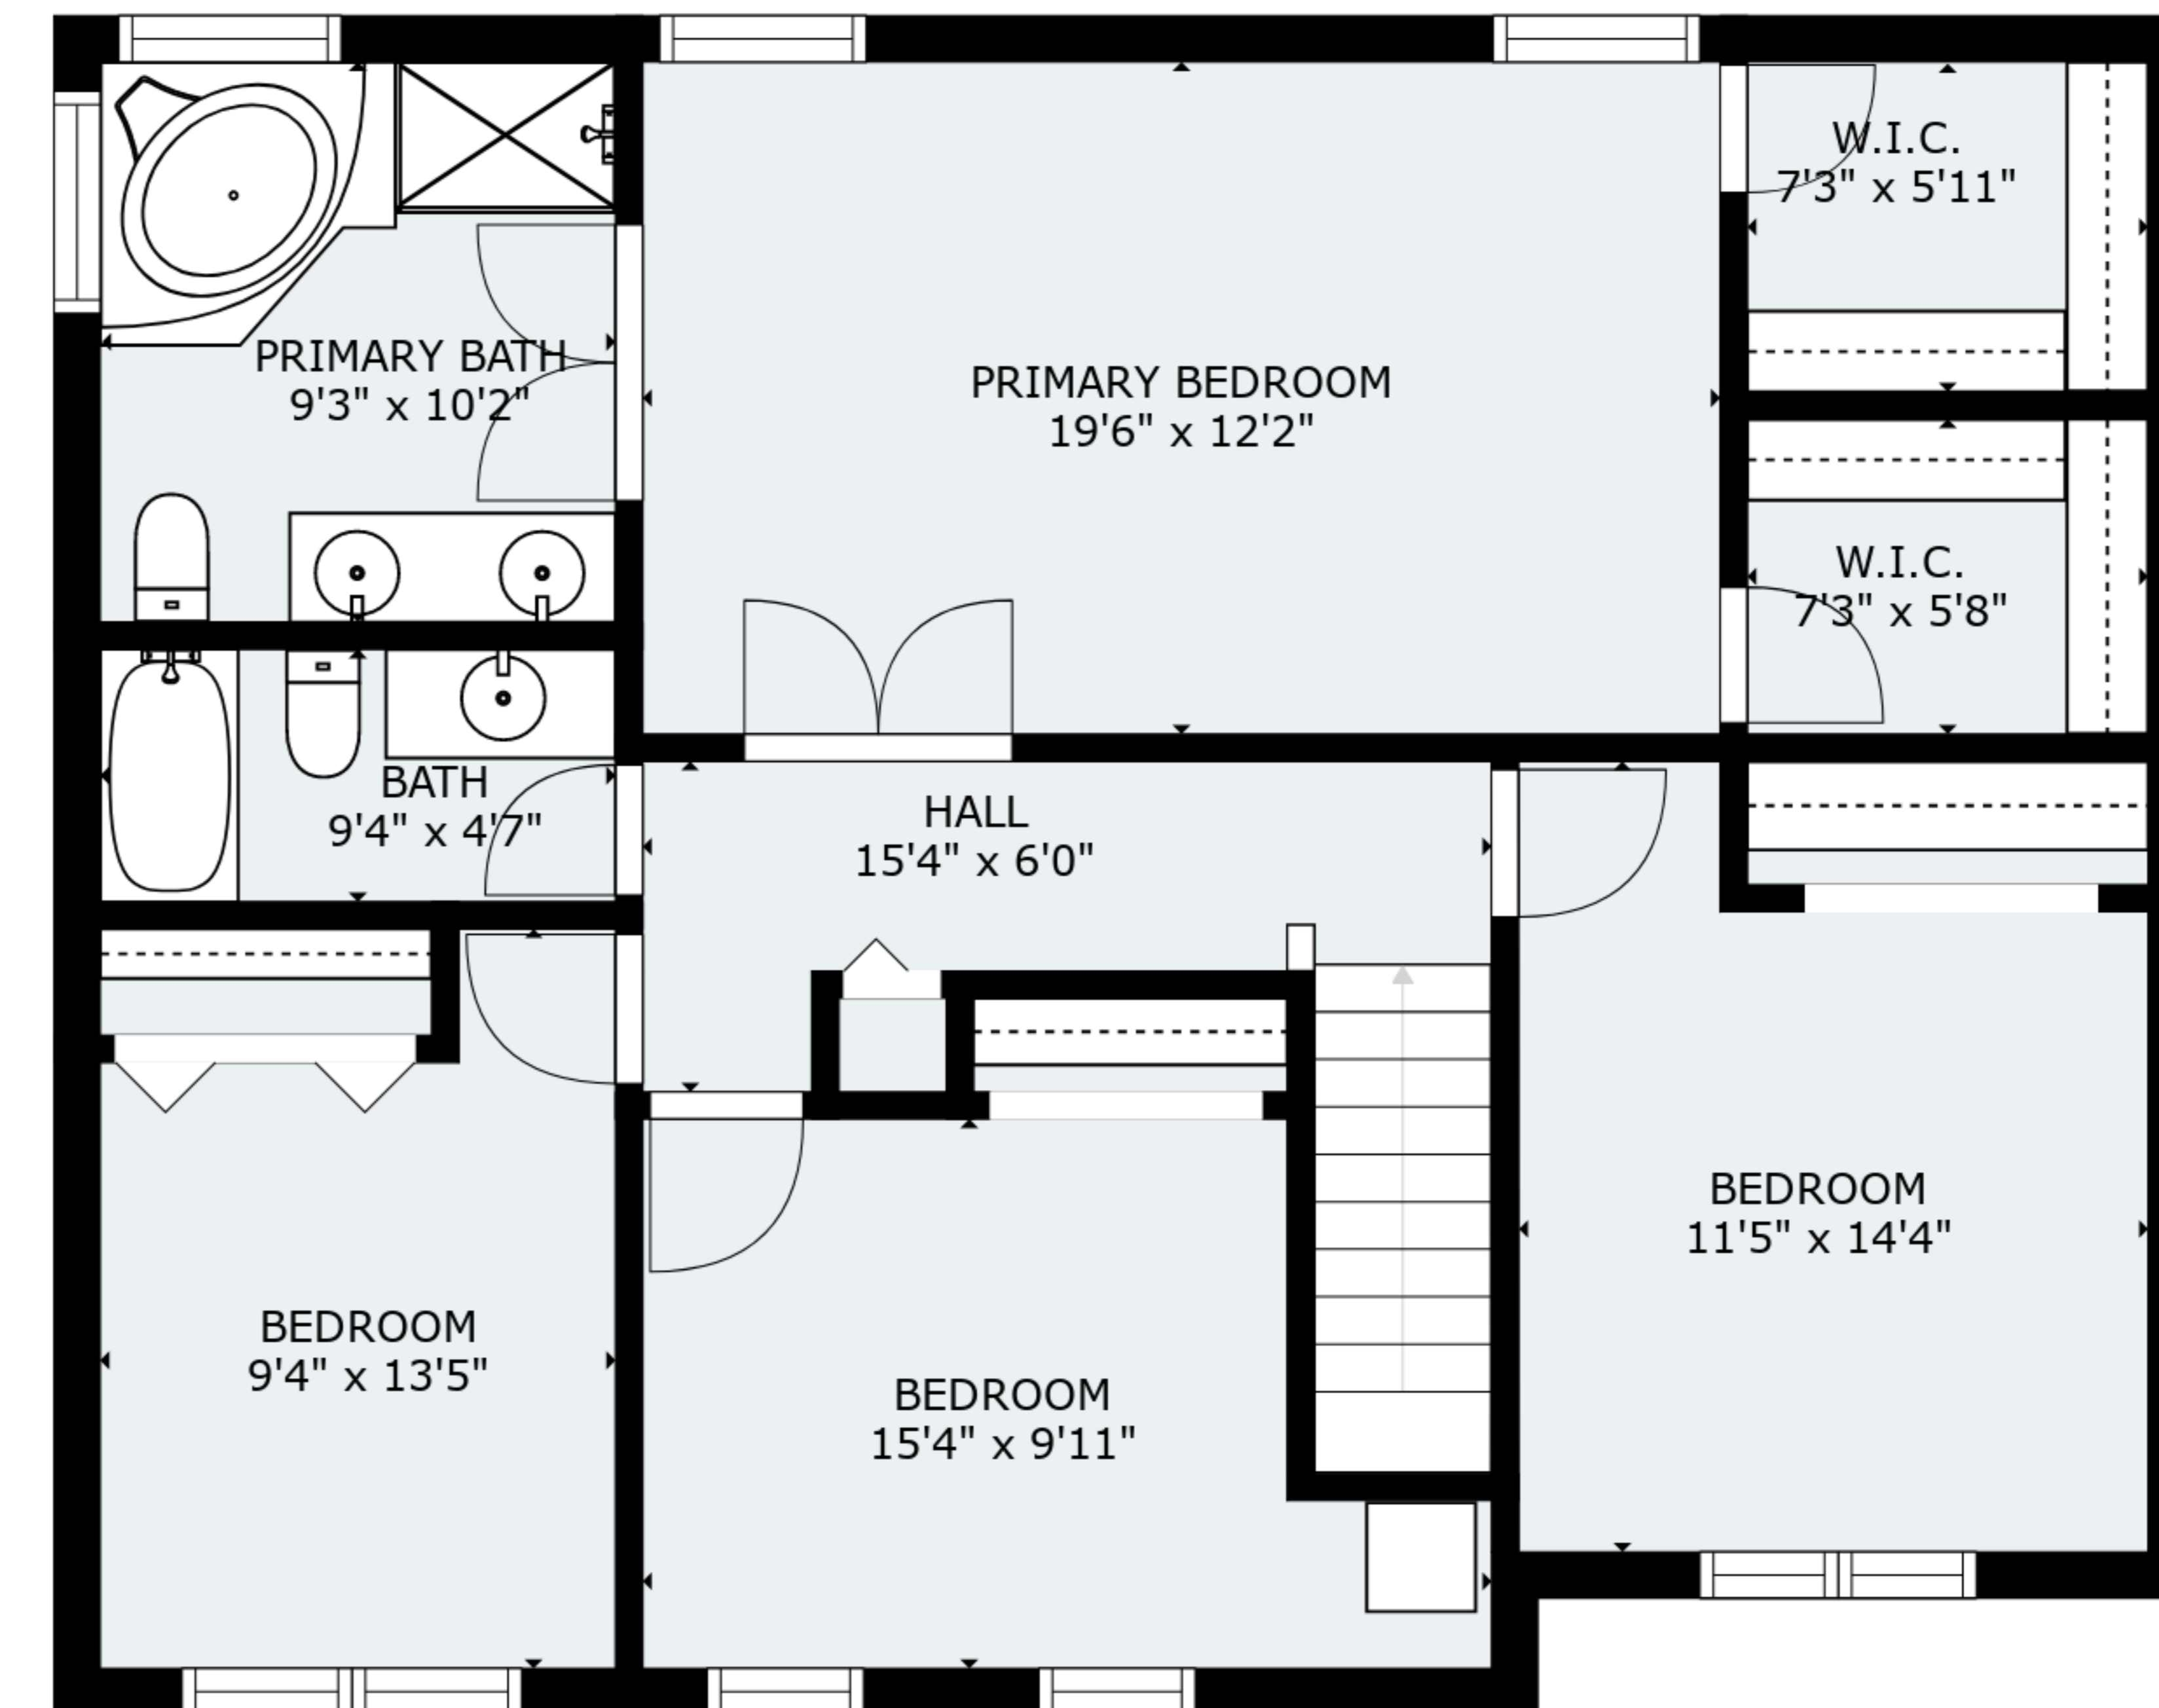 W.I.C.
7'3" x 5'11"
PRIMARY BATH
9'3" x 10'2"
PRIMARY BEDROOM
19'6" x 12'2"
W.I.C.
7'3" x 5'8"
BATH
9'4" x 4'7"
HALL
15'4" x 6'0"
BEDROOM
11'5" x 14'4"
BEDROOM
9'4" x 13'5"
BEDROOM
15'4" x 9'11"